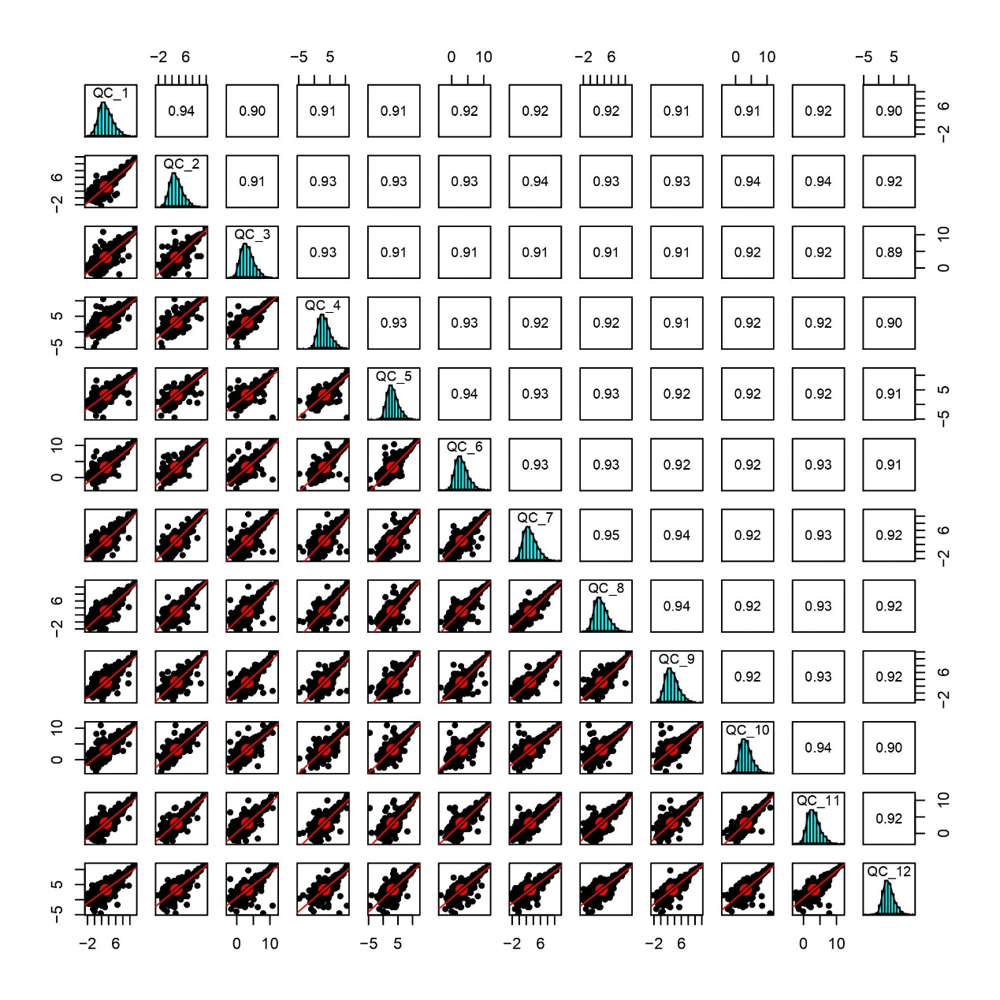 −2 6 −5 5 0 10 −2 6 0 10 −5 5
QC_1 0.94 0.90 0.91 0.91 0.92 0.92 0.92 0.91 0.91 0.92 0.90 −2 6
−2 6 QC_2 0.91 0.93 0.93 0.93 0.94 0.93 0.93 0.94 0.94 0.92
QC_3 0.93 0.91 0.91 0.91 0.91 0.91 0.92 0.92 0.89 0 10
−5 5 QC_4 0.93 0.93 0.92 0.92 0.91 0.92 0.92 0.90
QC_5 0.94 0.93 0.93 0.92 0.92 0.92 0.91 −5 5
0 10 QC_6 0.93 0.93 0.92 0.92 0.93 0.91
QC_7 0.95 0.94 0.92 0.93 0.92 −2 6
−2 6 QC_8 0.94 0.92 0.93 0.92
QC_9 0.92 0.93 0.92 −2 6
0 10 QC_10 0.94 0.90
QC_11 0.92 0 10
−5 5 QC_12
−2 6 0 10 −5 5 −2 6 −2 6 0 10